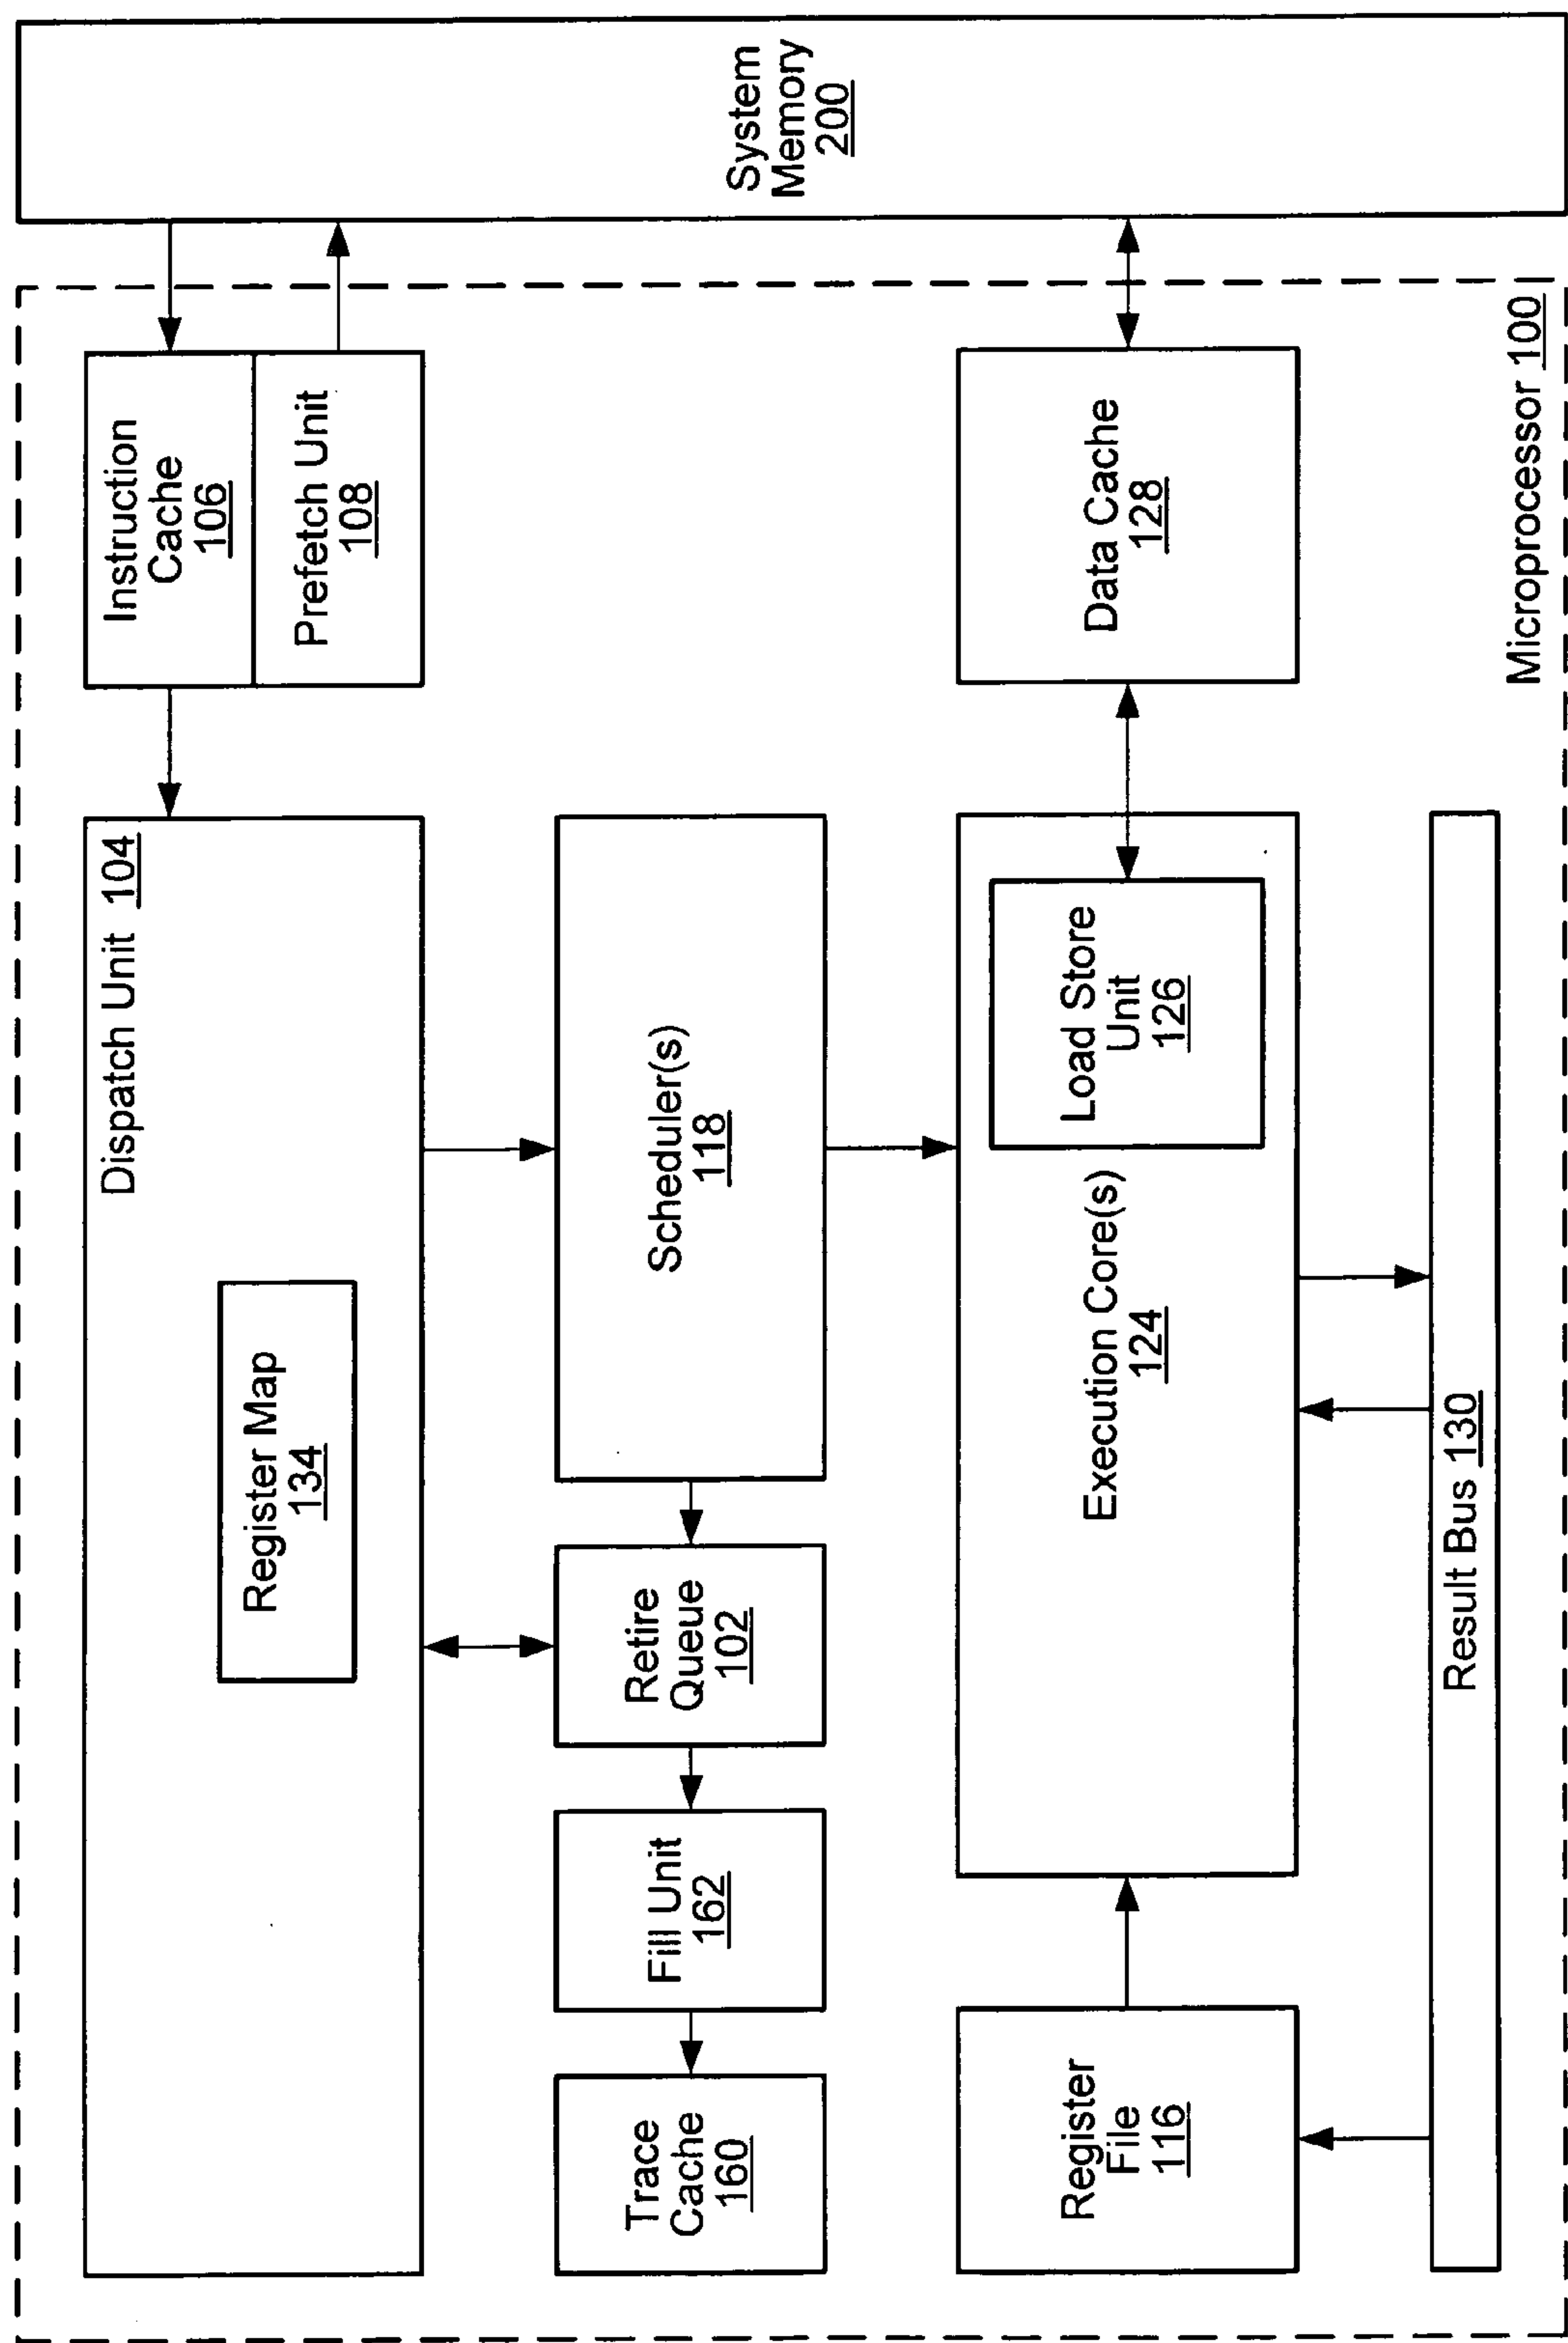 System
Memory
200
Instruction
Cache
106
Prefetch Unit
108
Dispatch Unit 104
Register Map
134
Scheduler(s)
118
Retire
Queue
102
Fill Unit
162
Trace
Cache
160
Load Store
Unit
126
Execution Core(s)
124
Data Cache
128
Register
File
116
Result Bus 130
Microprocessor 100